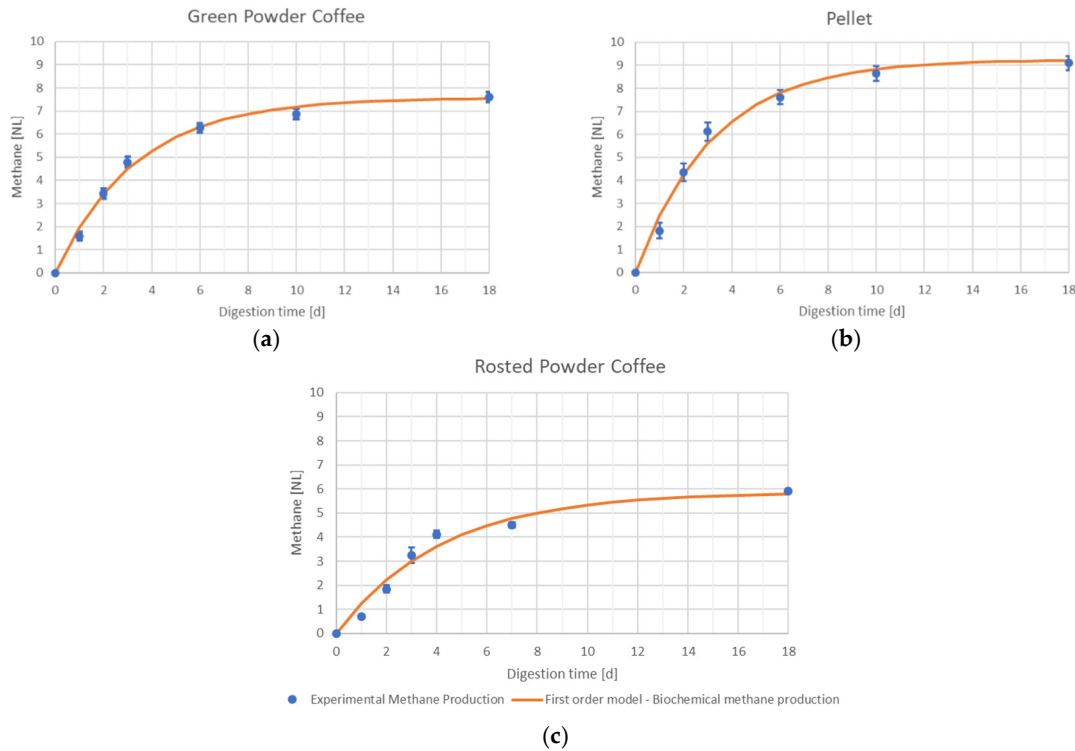 Green Powder Coffee
Methane [NL]
10
9
8
7
6
5
4
3
2
1
0
0 2 4 6 8 10 12 14 16 18
Digestion time [d]
(a)
Pellet
Methane [NL]
10
9
8
7
6
5
4
3
2
1
0
0 2 4 6 8 10 12 14 16 18
Digestion time [d]
(b)
Rosted Powder Coffee
Methane [NL]
10
9
8
7
6
5
4
3
2
1
0
0 2 4 6 8 10 12 14 16 18
Digestion time [d]
Experimental Methane Production First order model - Biochemical methane production
(c)